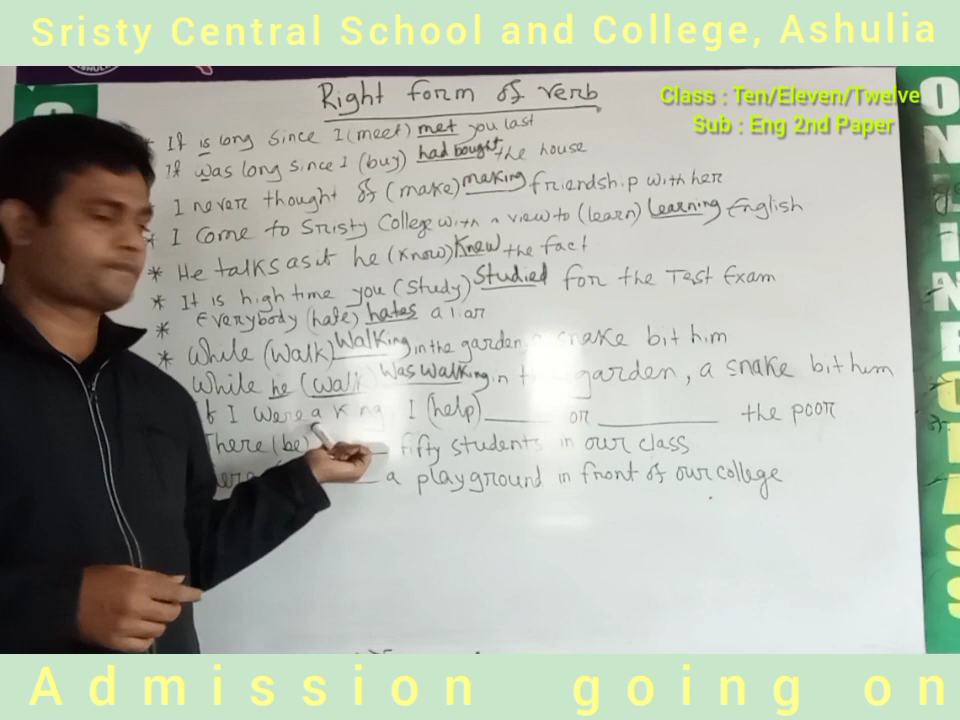 Sristy Central School and College, Ashulia
Right form of verb
Class : Ten/Eleven/Twelve
Sub : Eng 2nd Paper
* It is long since I (meet) met you last
It was long since I (buy) had bought the house
I never thought of (make) making friendship with her
* I come to Sristy College with a view to (learn) learning English
* He talks as if he (know) knew the fact
* It is high time you (study) studied for the Test Exam
* Everybody (hate) hates a liar
* While (walk) walking in the garden, a snake bit him
While he (walk) was walking in the garden, a snake bit him
If I were a king, I (help) ______ or ______ the poor
There (be) ______ fifty students in our class
______ a playground in front of our college
ONLINE CLASS
Admission going on